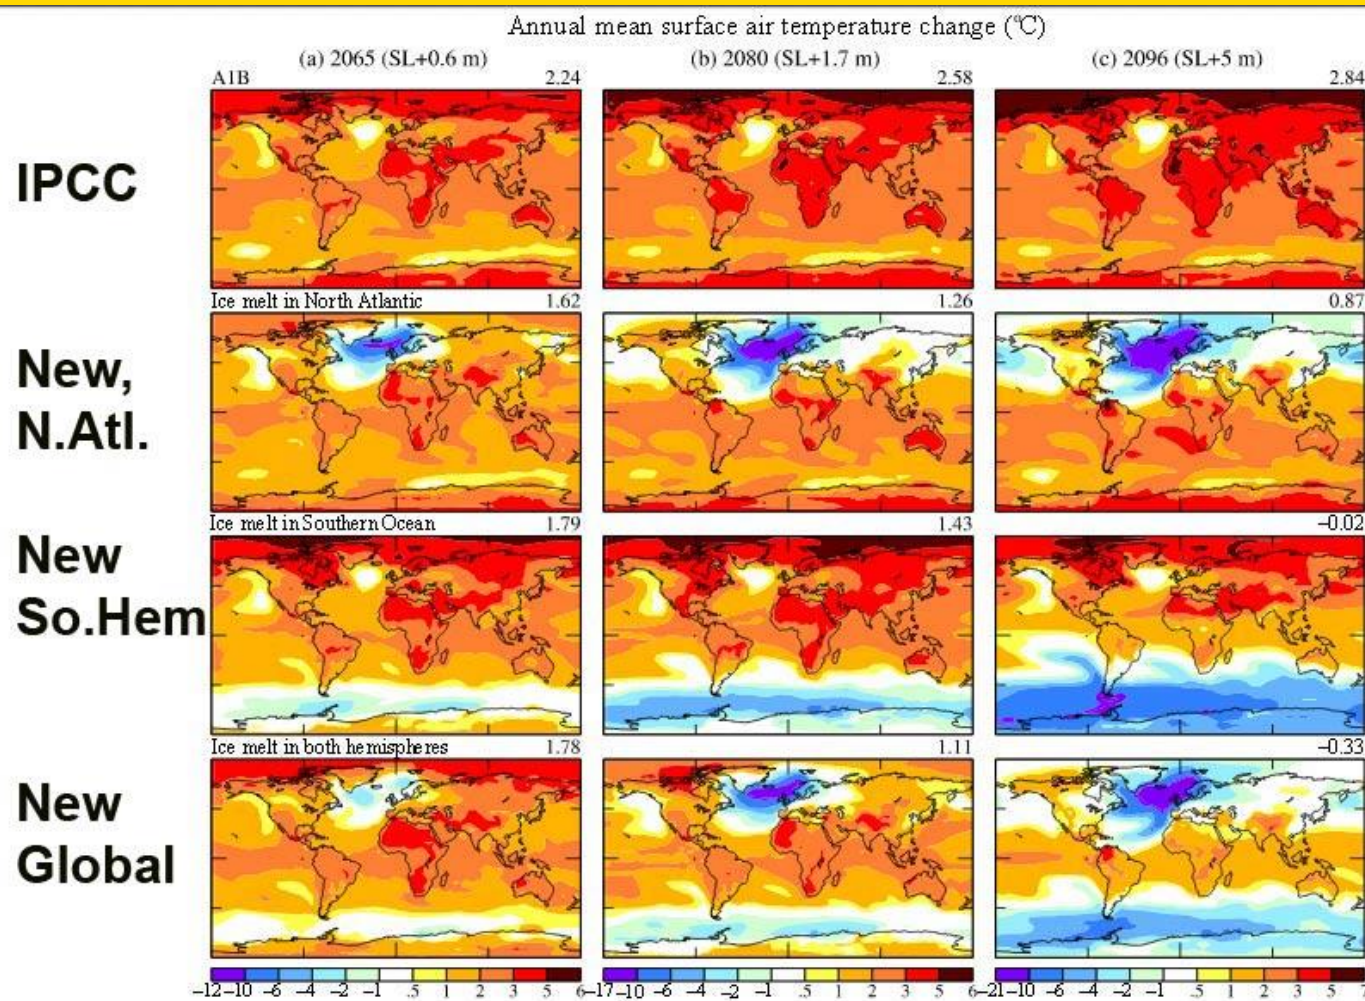 Annual mean surface air temperature change (°C)
(a) 2065 (SL+0.6 m) (b) 2080 (SL+1.7 m) (c) 2096 (SL+5 m)
A1B 2.24 2.58 2.84
IPCC
Ice melt in North Atlantic 1.62 1.26 0.87
New,
N.Atl.
Ice melt in Southern Ocean 1.79 1.43 −0.02
New
So.Hem
Ice melt in both hemispheres 1.78 1.11 −0.33
New
Global
−12 −10 −6 −4 −2 −1 .5 1 2 3 5 6 −17 −10 −6 −4 −2 −1 .5 1 2 3 5 6 −21 −10 −6 −4 −2 −1 .5 1 2 3 5